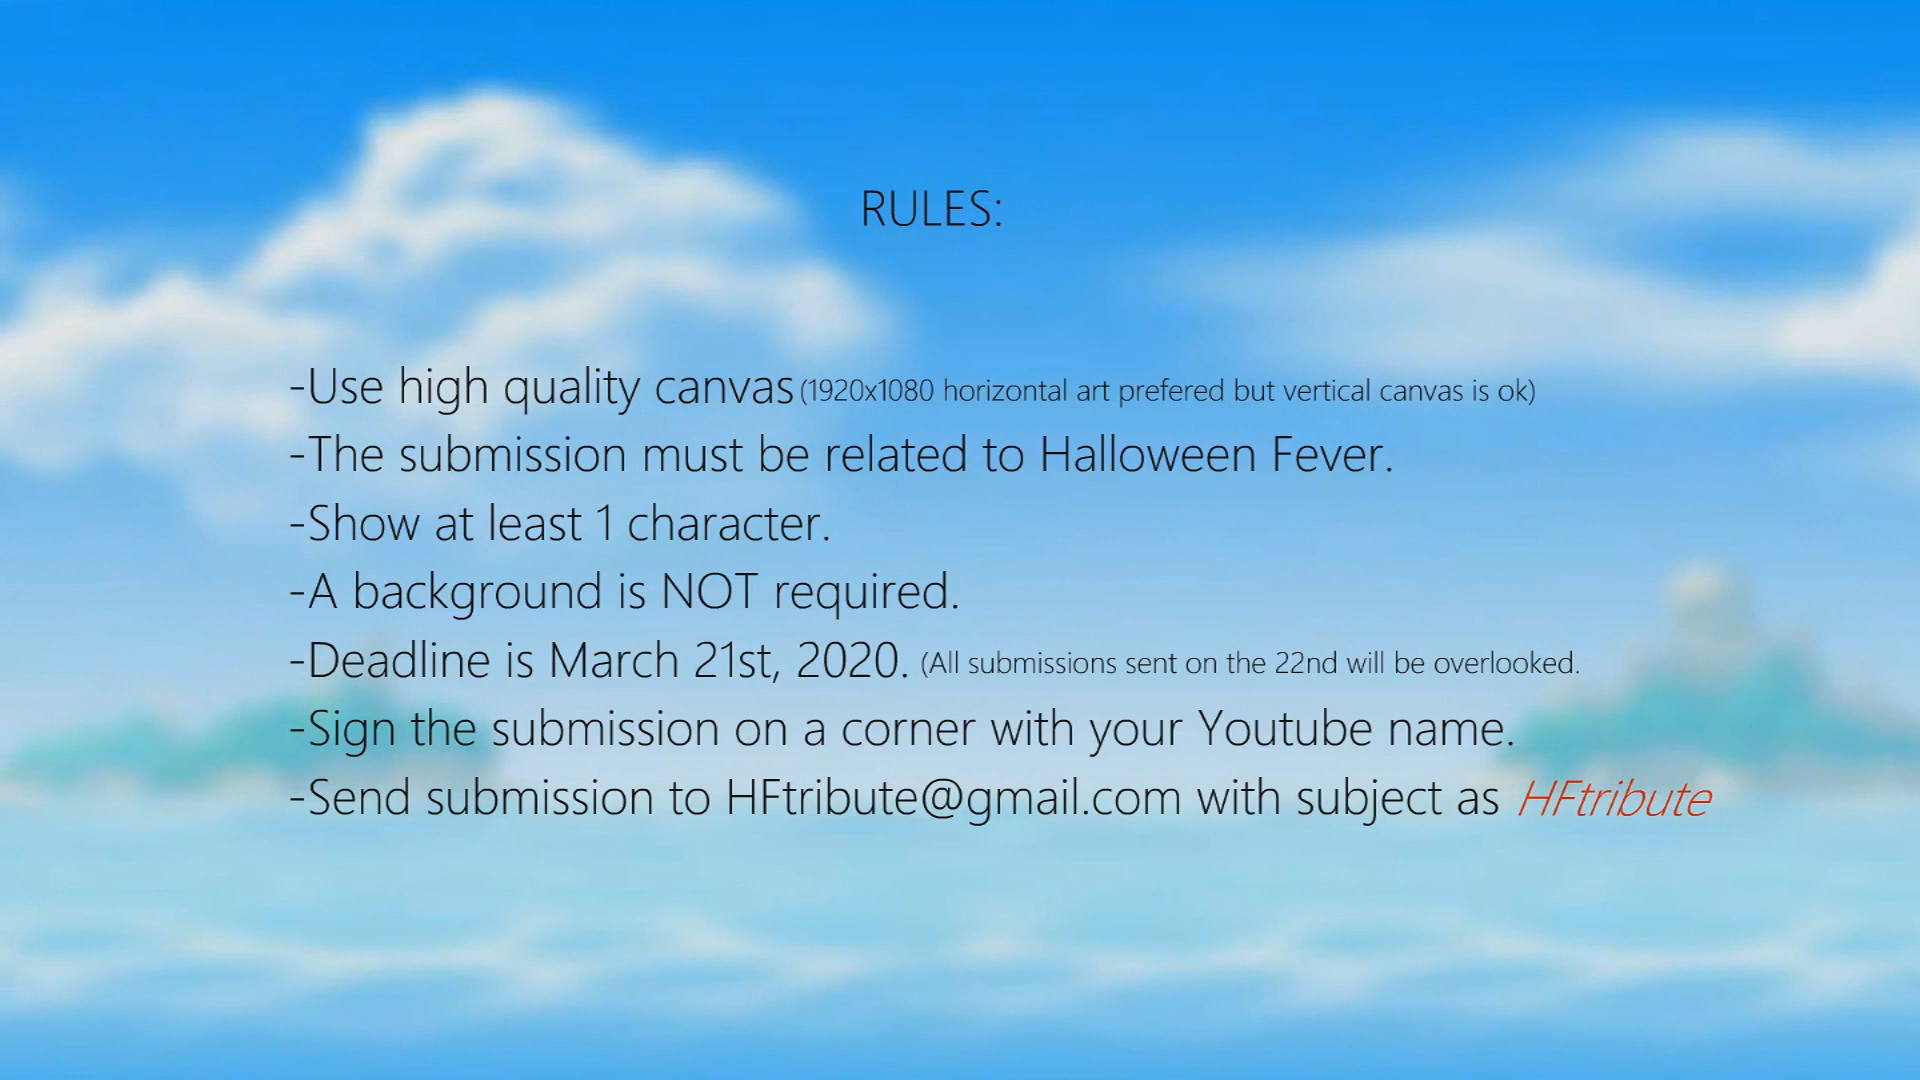 RULES:
-Use high quality canvas (1920x1080 horizontal art prefered but vertical canvas is ok)
-The submission must be related to Halloween Fever.
-Show at least 1 character.
-A background is NOT required.
-Deadline is March 21st, 2020. (All submissions sent on the 22nd will be overlooked.
-Sign the submission on a corner with your Youtube name.
-Send submission to HFtribute@gmail.com with subject as HFtribute